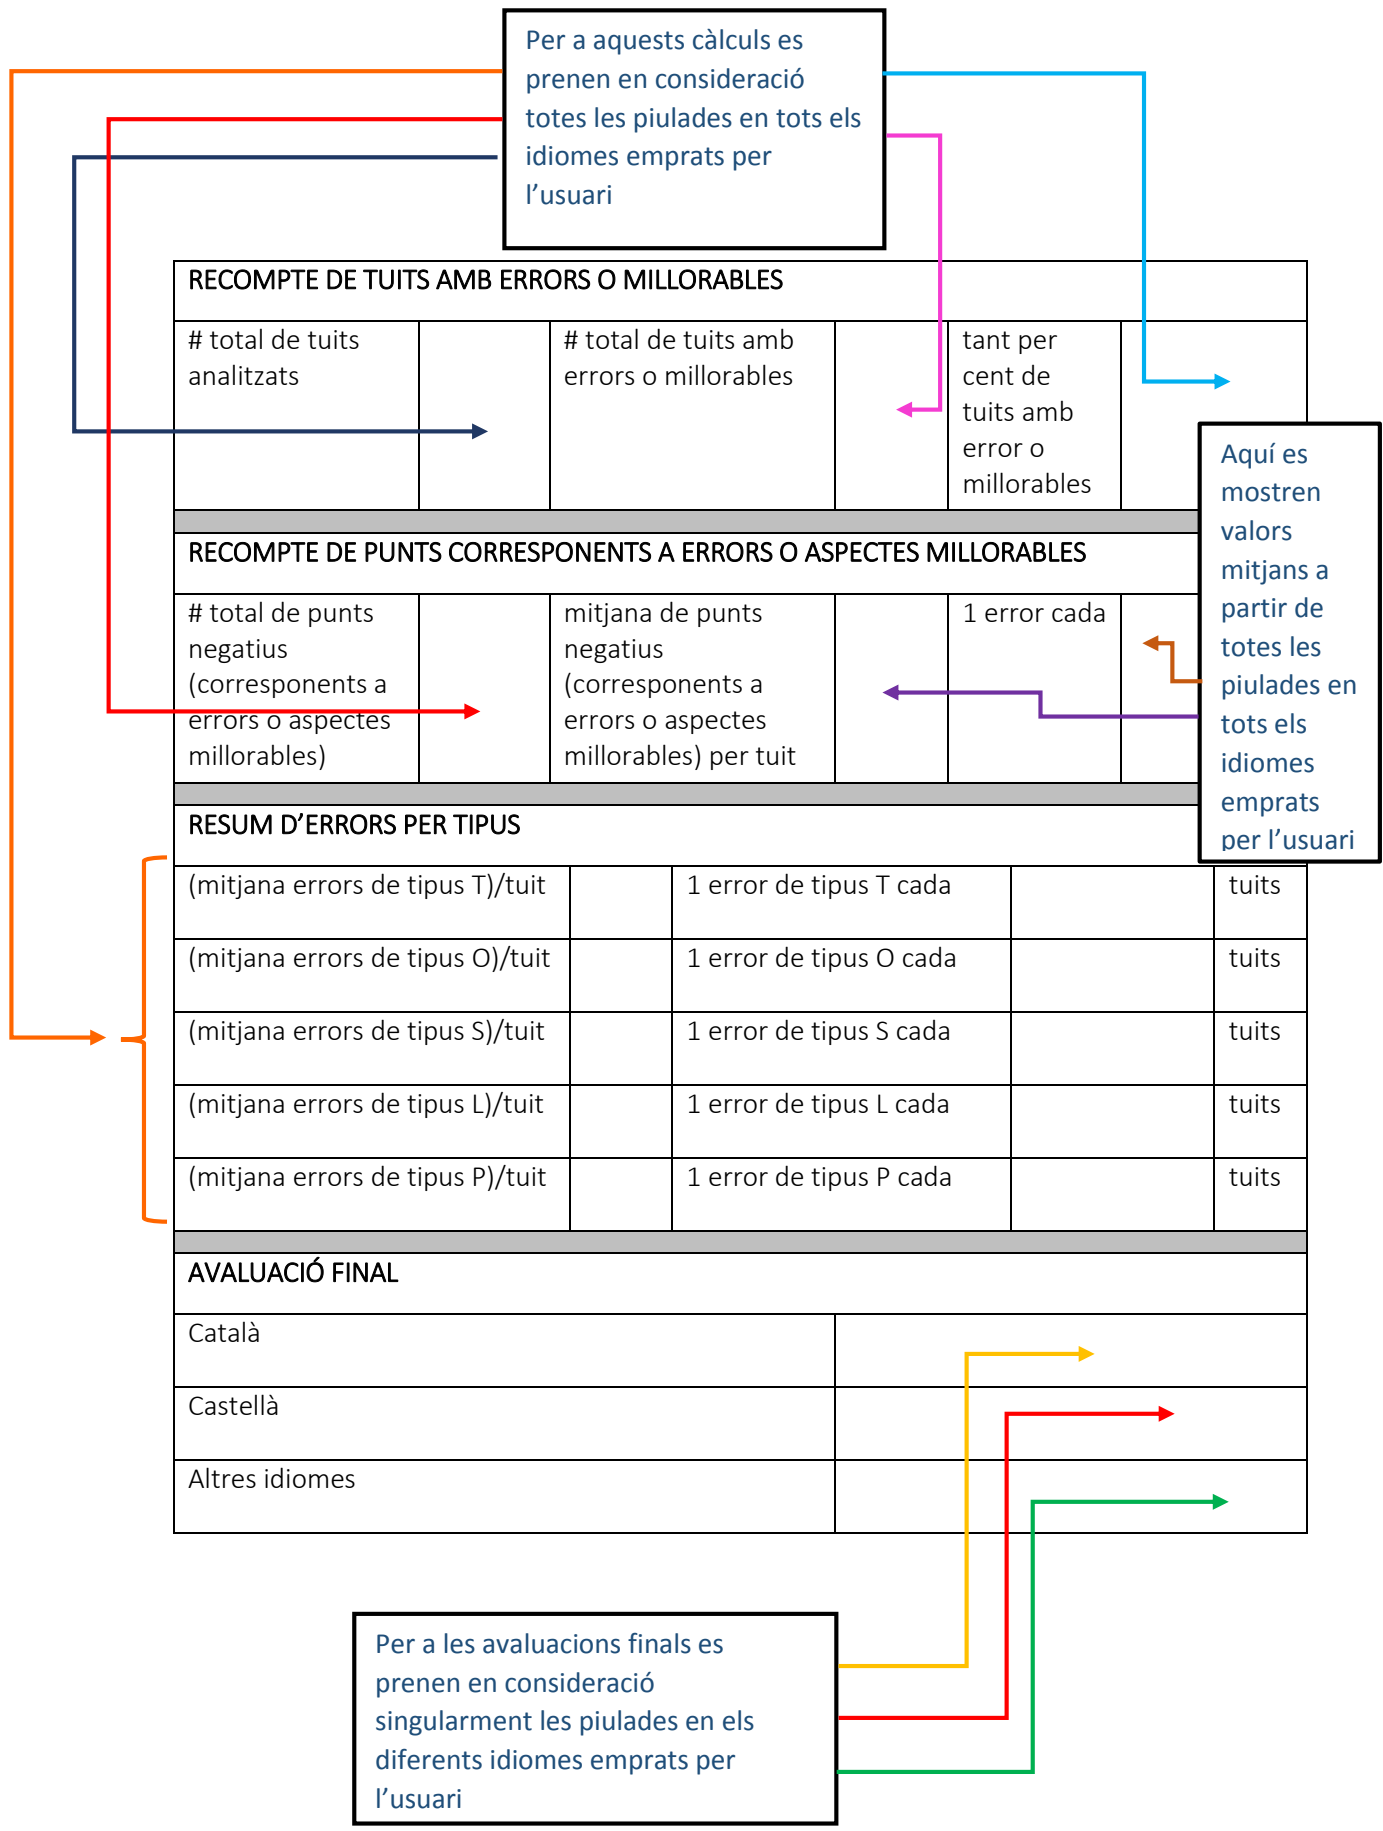 Per a aquests càlculs es
prenen en consideració
totes les piulades en tots els
idiomes emprats per
l’usuari
RECOMPTE DE TUITS AMB ERRORS O MILLORABLES
# total de tuits
analitzats
# total de tuits amb
errors o millorables
tant per
cent de
tuits amb
error o
millorables
Aquí es
mostren
valors
mitjans a
partir de
totes les
piulades en
tots els
idiomes
emprats
per l’usuari
RECOMPTE DE PUNTS CORRESPONENTS A ERRORS O ASPECTES MILLORABLES
# total de punts
negatius
(corresponents a
errors o aspectes
millorables)
mitjana de punts
negatius
(corresponents a
errors o aspectes
millorables) per tuit
1 error cada
RESUM D’ERRORS PER TIPUS
(mitjana errors de tipus T)/tuit 1 error de tipus T cada tuits
(mitjana errors de tipus O)/tuit 1 error de tipus O cada tuits
(mitjana errors de tipus S)/tuit 1 error de tipus S cada tuits
(mitjana errors de tipus L)/tuit 1 error de tipus L cada tuits
(mitjana errors de tipus P)/tuit 1 error de tipus P cada tuits
AVALUACIÓ FINAL
Català
Castellà
Altres idiomes
Per a les avaluacions finals es
prenen en consideració
singularment les piulades en els
diferents idiomes emprats per
l’usuari